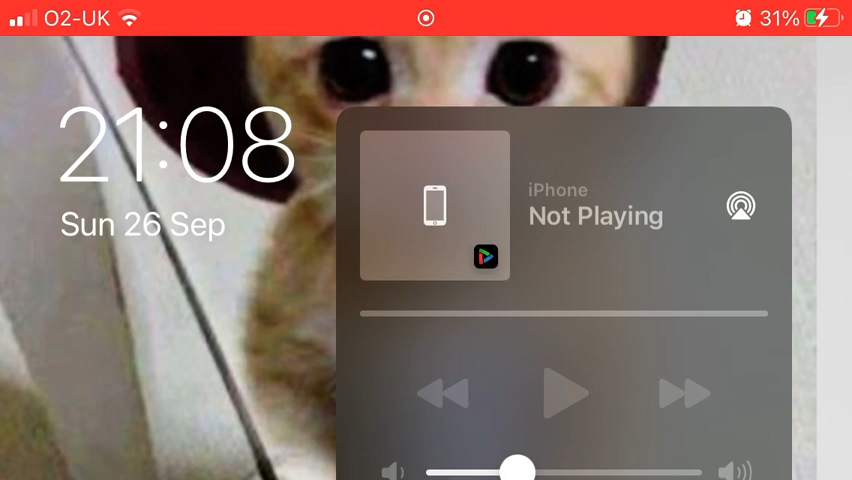 O2-UK
31%
21:08
Sun 26 Sep
iPhone
Not Playing